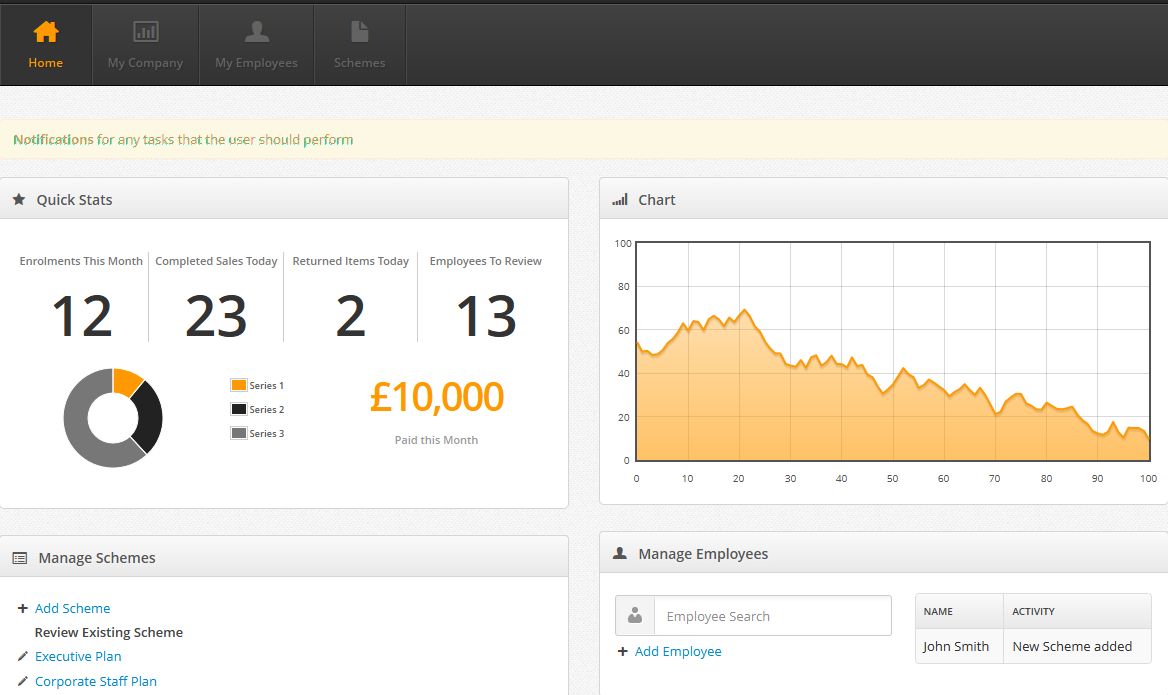 Home
My Company
My Employees
Schemes
Notifications for any tasks that the user should perform
Quick Stats
Enrolments This Month
12
Completed Sales Today
23
Returned Items Today
2
Employees To Review
13
Series 1
Series 2
Series 3
£10,000
Paid this Month
Chart
100
80
60
40
20
0
0 10 20 30 40 50 60 70 80 90 100
Manage Schemes
Add Scheme
Review Existing Scheme
Executive Plan
Corporate Staff Plan
Manage Employees
Employee Search
Add Employee
NAME ACTIVITY
John Smith New Scheme added